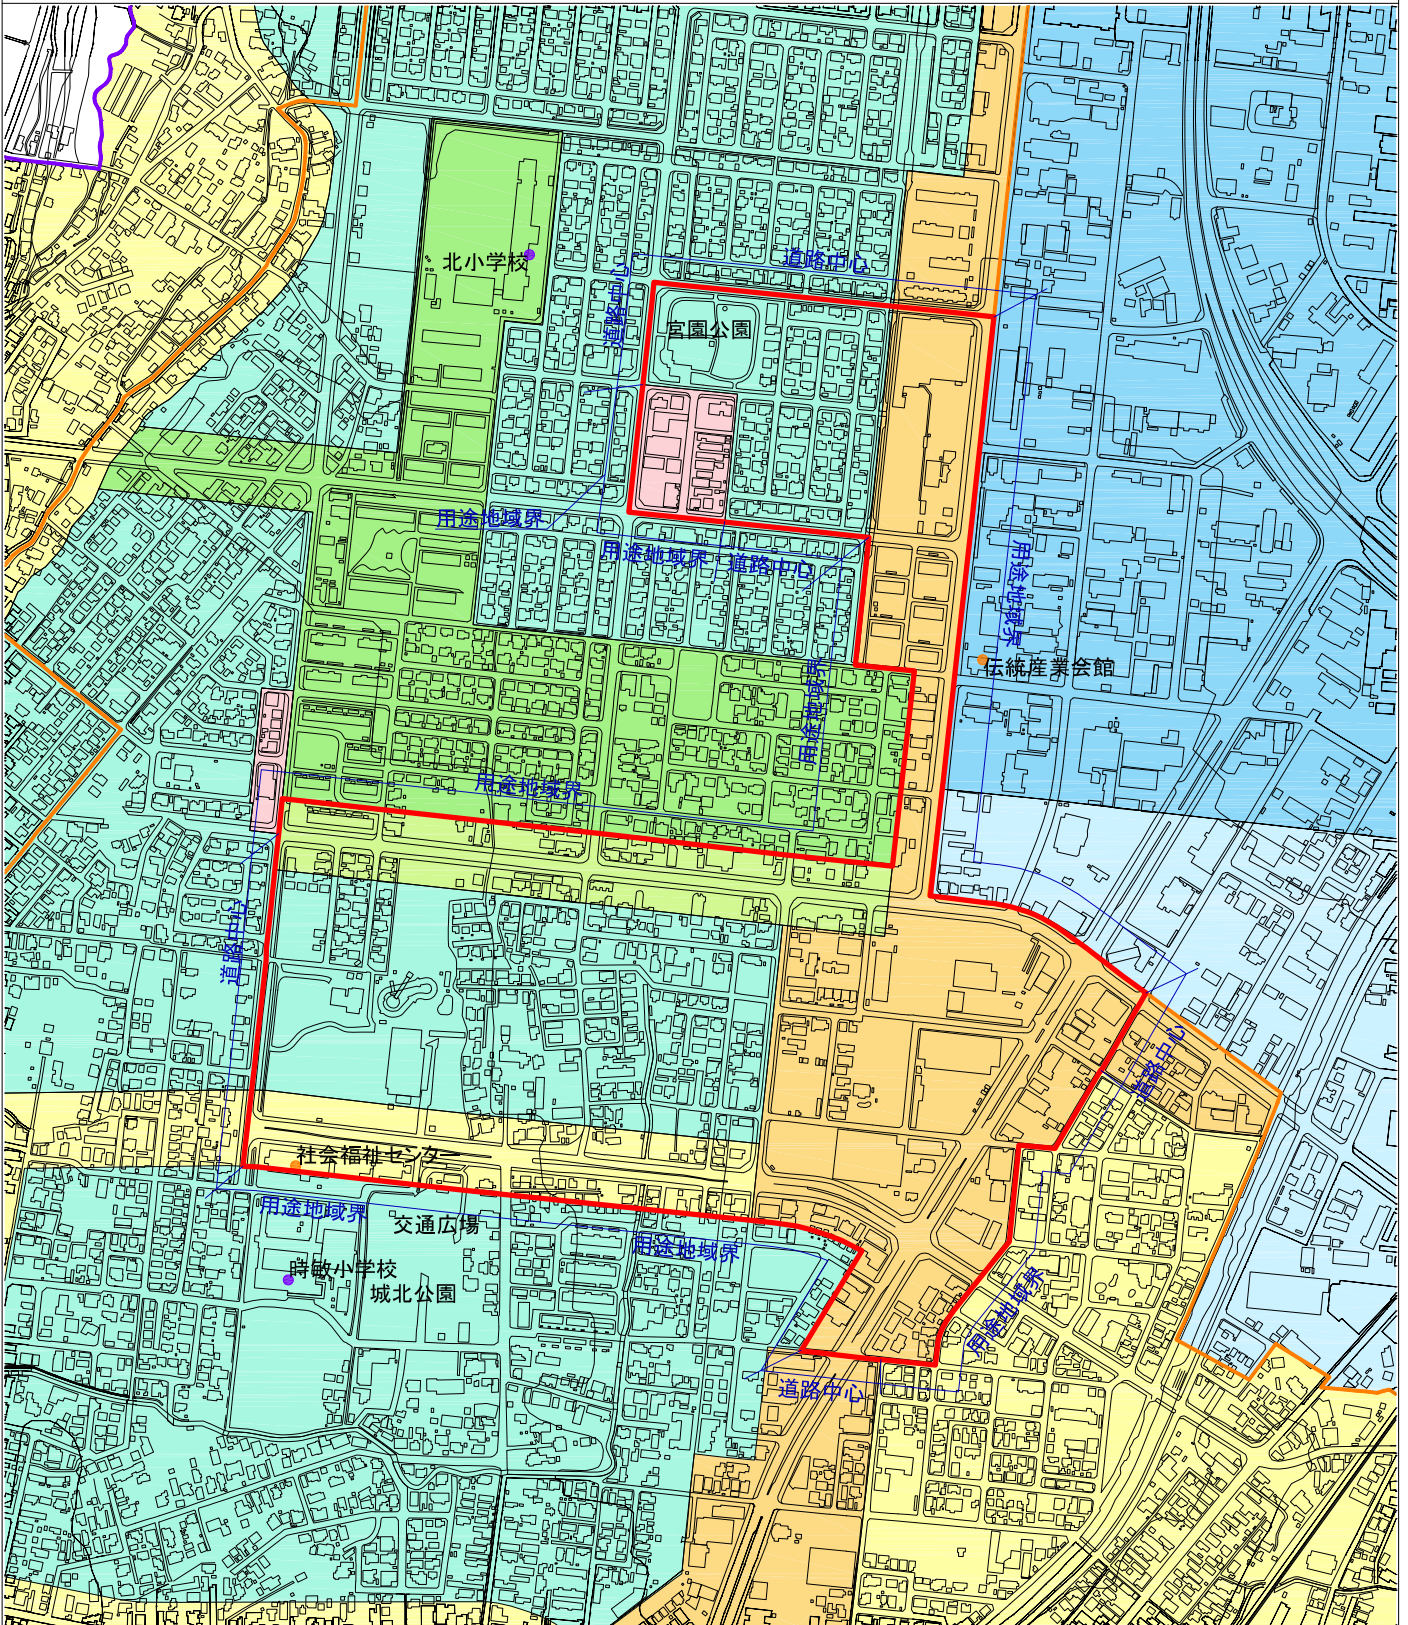 道路中心
北小学校
道路中心
宮園公園
用途地域界
用途地域界
道路中心
用途地域界
伝統産業会館
用途地域界
用途地域界
道路中心
道路中心
社会福祉センター
用途地域界
交通広場
用途地域界
時敏小学校
城北公園
用途地域界
道路中心